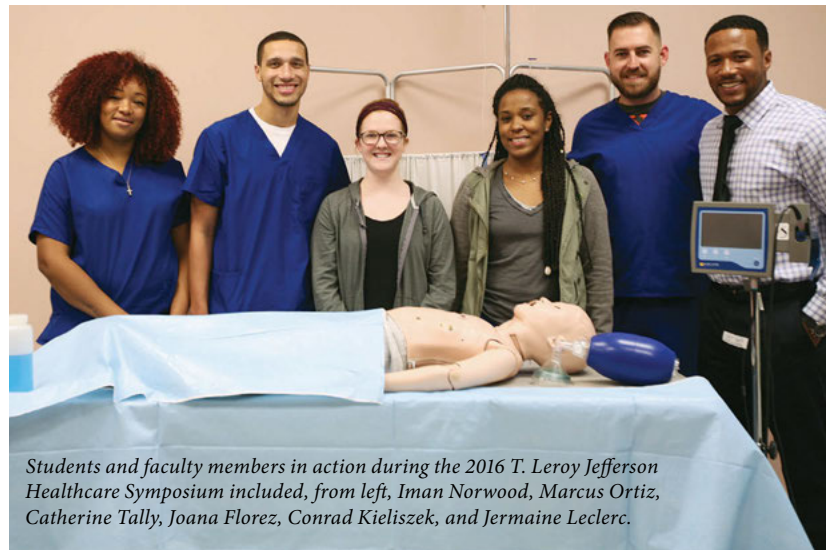 Students and faculty members in action during the 2016 T. Leroy Jefferson
Healthcare Symposium included, from left, Iman Norwood, Marcus Ortiz,
Catherine Tally, Joana Florez, Conrad Kieliszek, and Jermaine Leclerc.